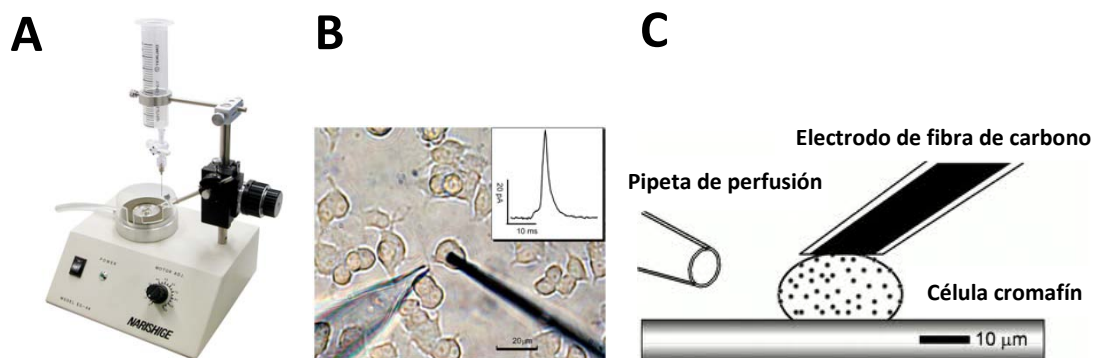 A
B
C
POWER
MOTOR ADJ.
NARISHIGE
20 pA
10 ms
20μm
Electrodo de fibra de carbono
Pipeta de perfusión
Célula cromafín
10 μm